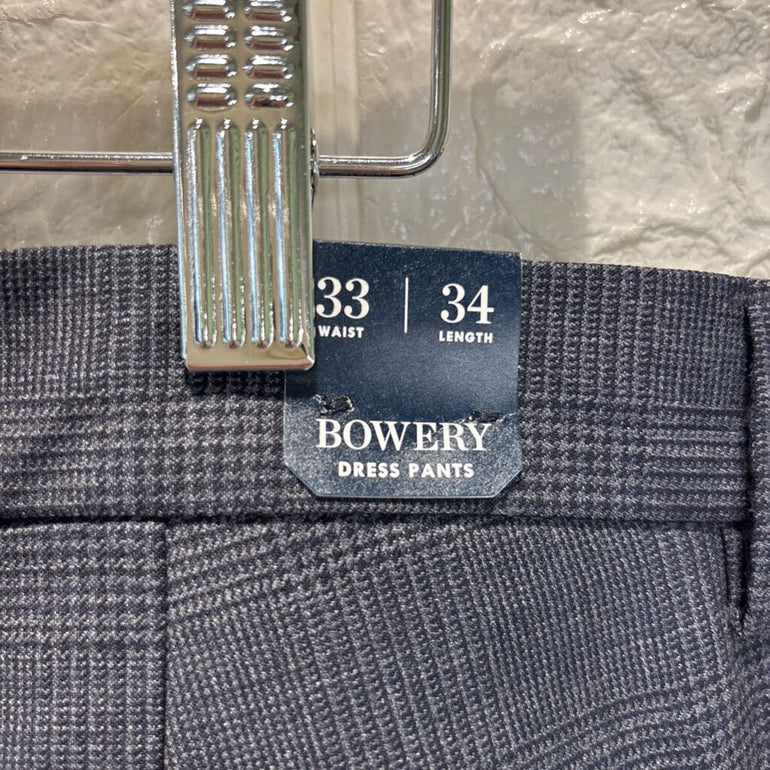 33 | 34
WAIST LENGTH
BOWERY
DRESS PANTS